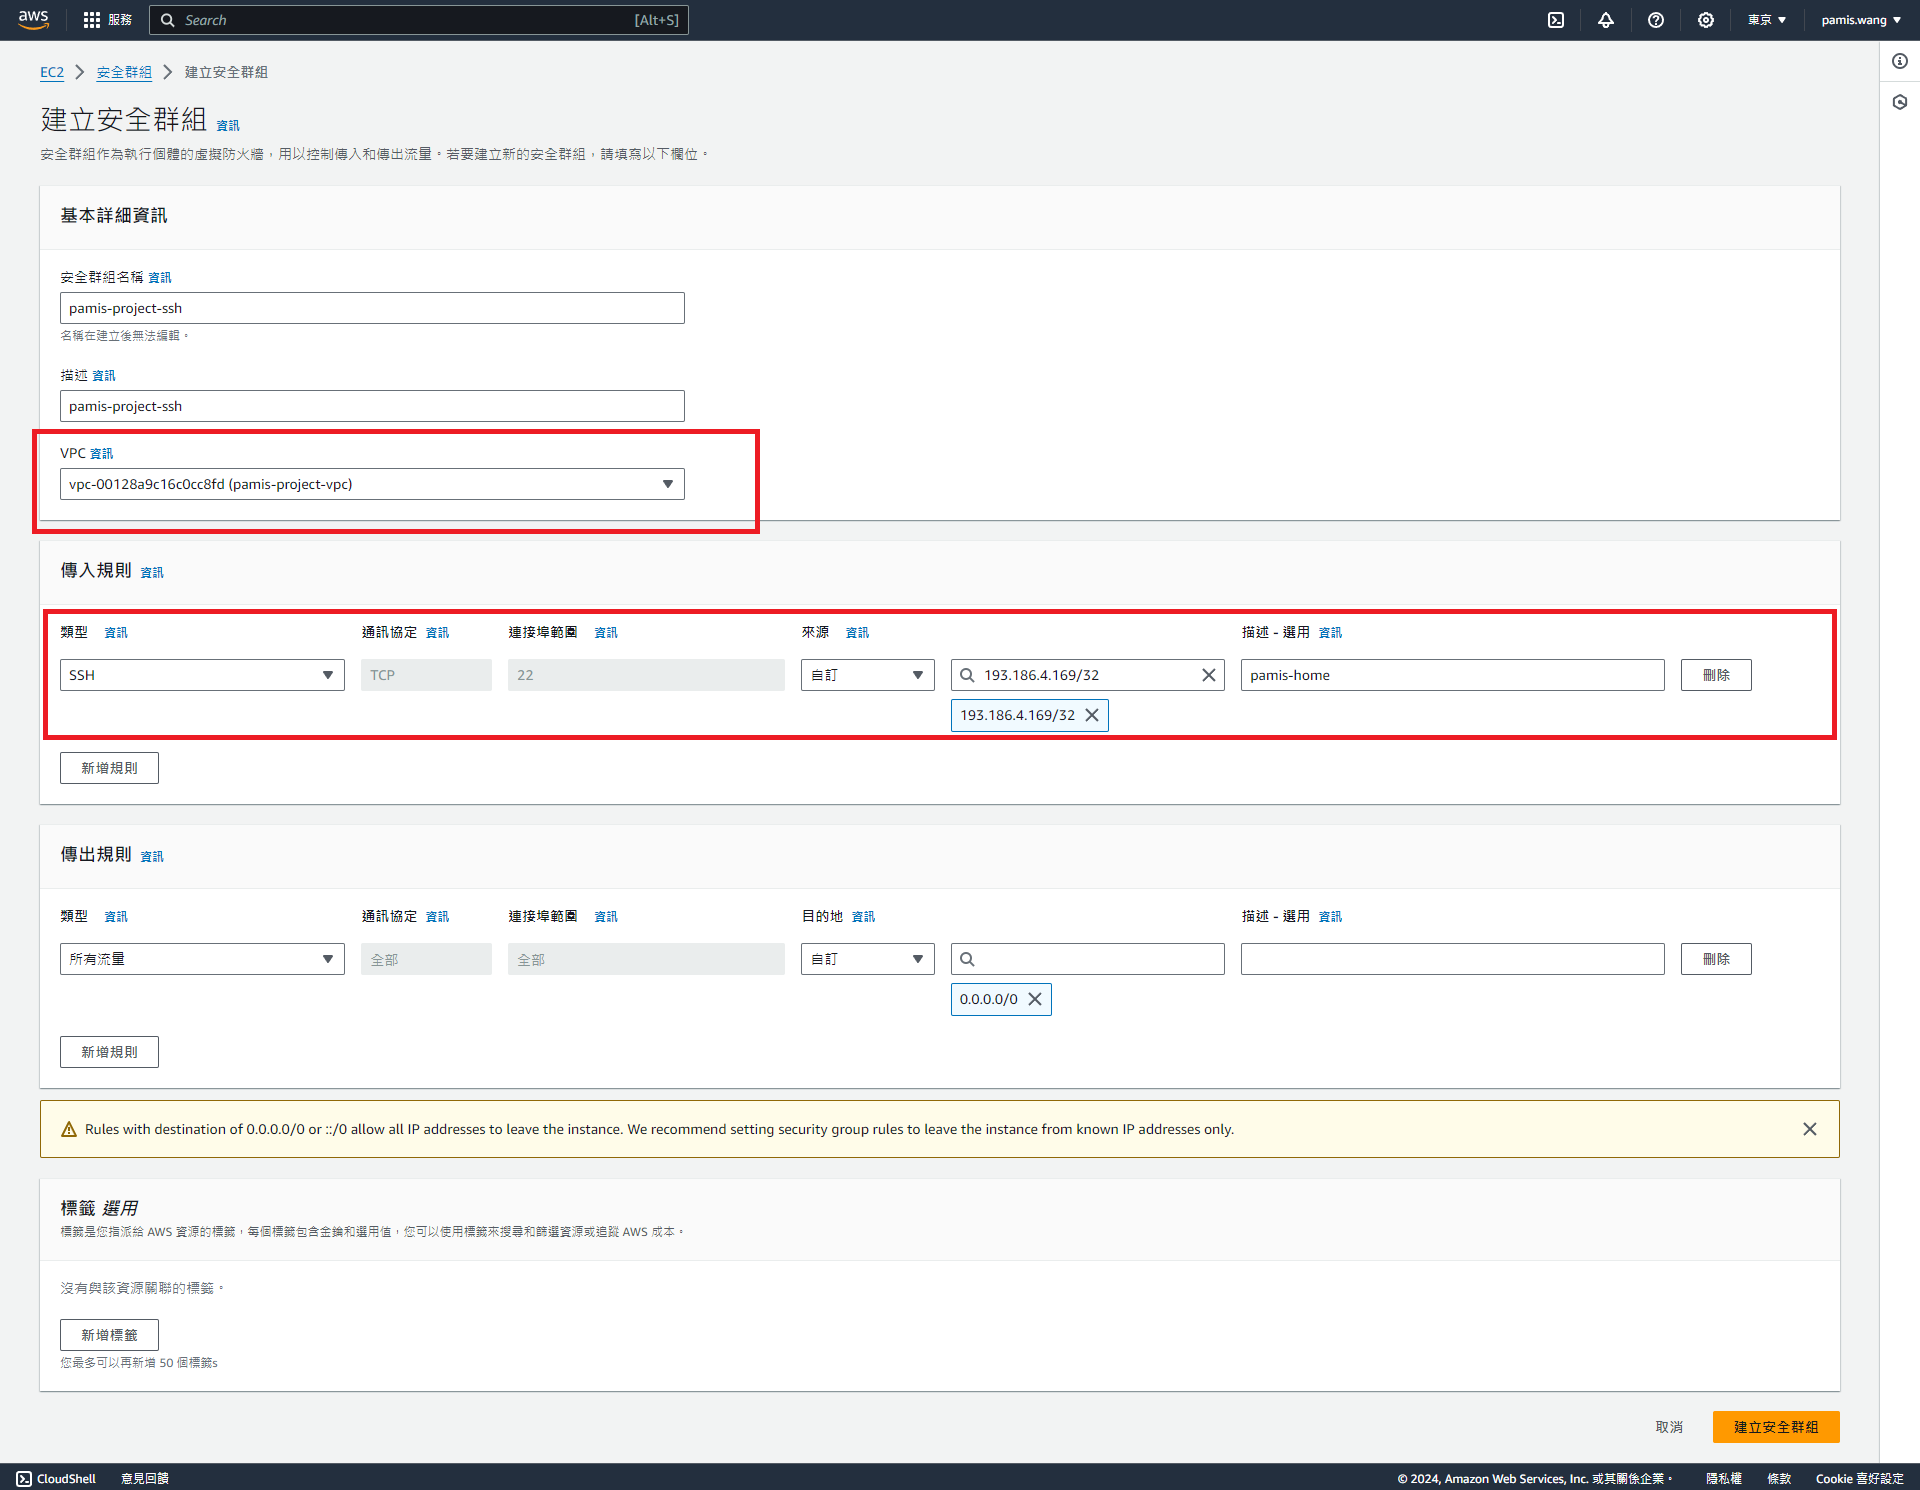 aws 服務 Search [Alt+S] 東京 pamis.wang
EC2 安全群組 建立安全群組
建立安全群組 資訊
安全群組作為執行個體的虛擬防火牆，用以控制傳入和傳出流量。若要建立新的安全群組，請填寫以下欄位。
基本詳細資訊
安全群組名稱 資訊
pamis-project-ssh
名稱在建立後無法編輯。
描述 資訊
pamis-project-ssh
VPC 資訊
vpc-00128a9c16c0cc8fd (pamis-project-vpc)
傳入規則 資訊
類型 資訊 通訊協定 資訊 連接埠範圍 資訊 來源 資訊 描述 - 選用 資訊
SSH TCP 22 自訂 193.186.4.169/32 pamis-home 刪除
193.186.4.169/32
新增規則
傳出規則 資訊
類型 資訊 通訊協定 資訊 連接埠範圍 資訊 目的地 資訊 描述 - 選用 資訊
所有流量 全部 全部 自訂 刪除
0.0.0.0/0
新增規則
Rules with destination of 0.0.0.0/0 or ::/0 allow all IP addresses to leave the instance. We recommend setting security group rules to leave the instance from known IP addresses only.
標籤 選用
標籤是您指派給 AWS 資源的標籤，每個標籤包含金鑰和選用值，您可以使用標籤來搜尋和篩選資源或追蹤 AWS 成本。
沒有與該資源關聯的標籤。
新增標籤
您最多可以再新增 50 個標籤s
取消 建立安全群組
CloudShell 意見回饋 © 2024, Amazon Web Services, Inc. 或其關係企業。 隱私權 條款 Cookie 喜好設定